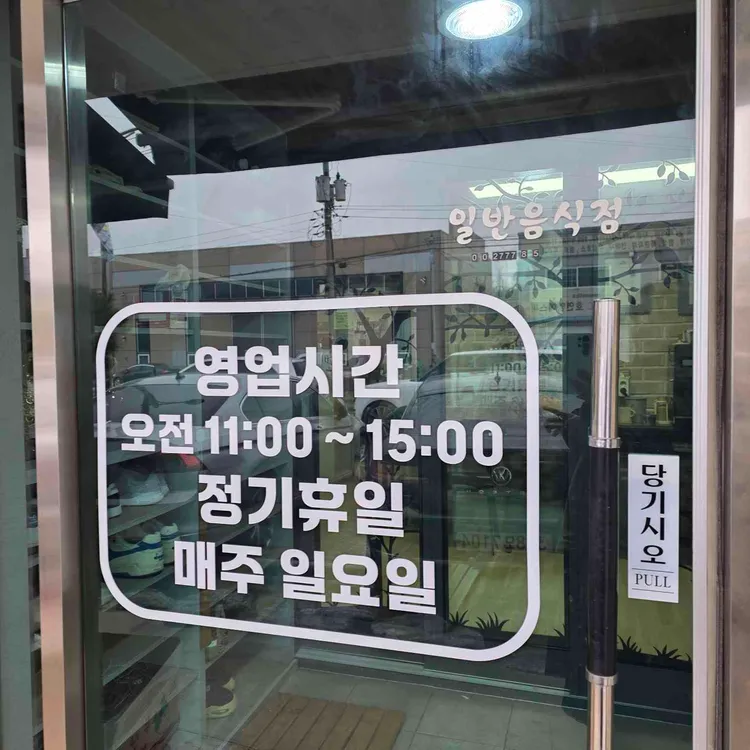 일반음식점
영업시간
오전 11:00 ~ 15:00
정기휴일
매주 일요일
당기시오
PULL